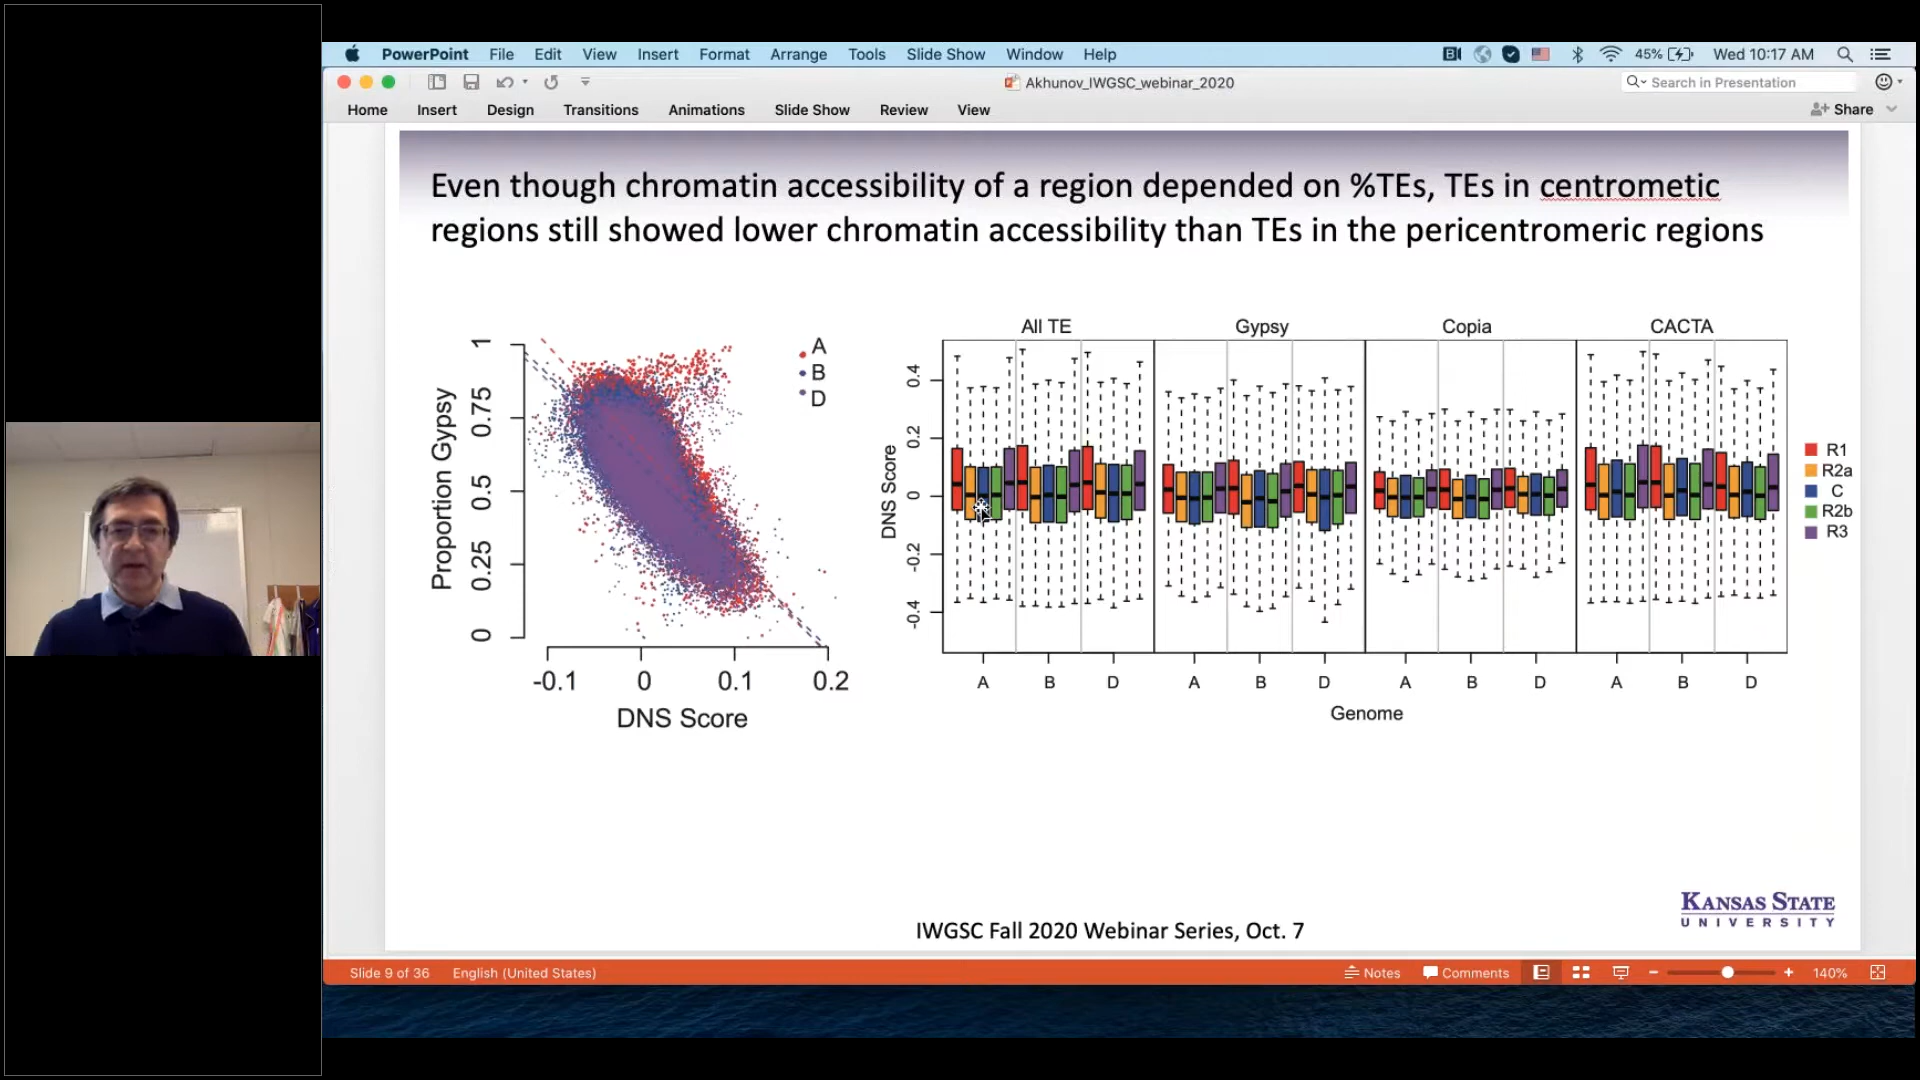 PowerPoint File Edit View Insert Format Arrange Tools Slide Show Window Help 45% Wed 10:17 AM
Akhunov_IWGSC_webinar_2020 Search in Presentation
Home Insert Design Transitions Animations Slide Show Review View Share
Even though chromatin accessibility of a region depended on %TEs, TEs in centrometic
regions still showed lower chromatin accessibility than TEs in the pericentromeric regions
Proportion Gypsy
1
0.75
0.5
0.25
0
-0.1 0 0.1 0.2
DNS Score
A
B
D
All TE Gypsy Copia CACTA
DNS Score
0.4
0.2
0
-0.2
-0.4
A B D A B D A B D A B D
Genome
R1
R2a
C
R2b
R3
KANSAS STATE
UNIVERSITY
IWGSC Fall 2020 Webinar Series, Oct. 7
Slide 9 of 36 English (United States) Notes Comments 140%